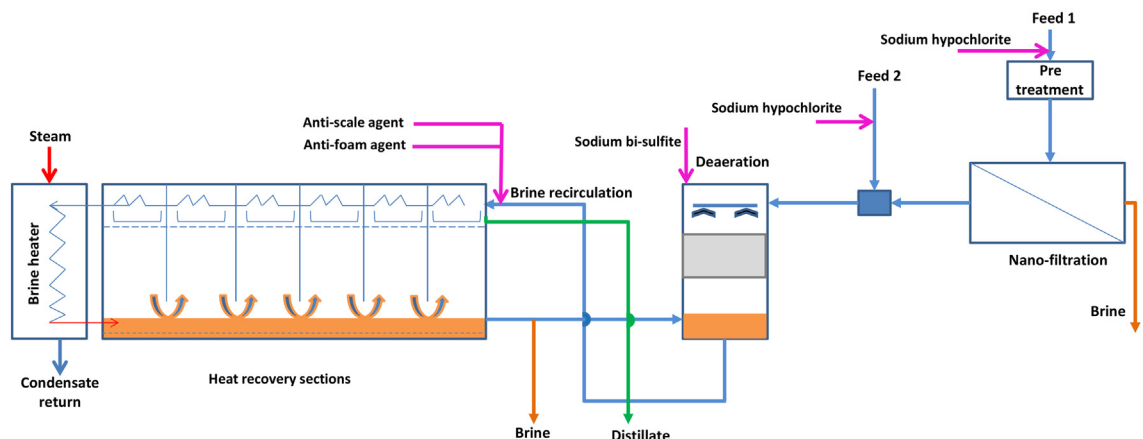 Feed 1
Sodium hypochlorite
Pre
treatment
Feed 2
Sodium hypochlorite
Anti-scale agent
Anti-foam agent
Steam
Sodium bi-sulfite
Deaeration
Brine recirculation
Brine heater
Nano-filtration
Brine
Heat recovery sections
Condensate
return
Brine
Distillate